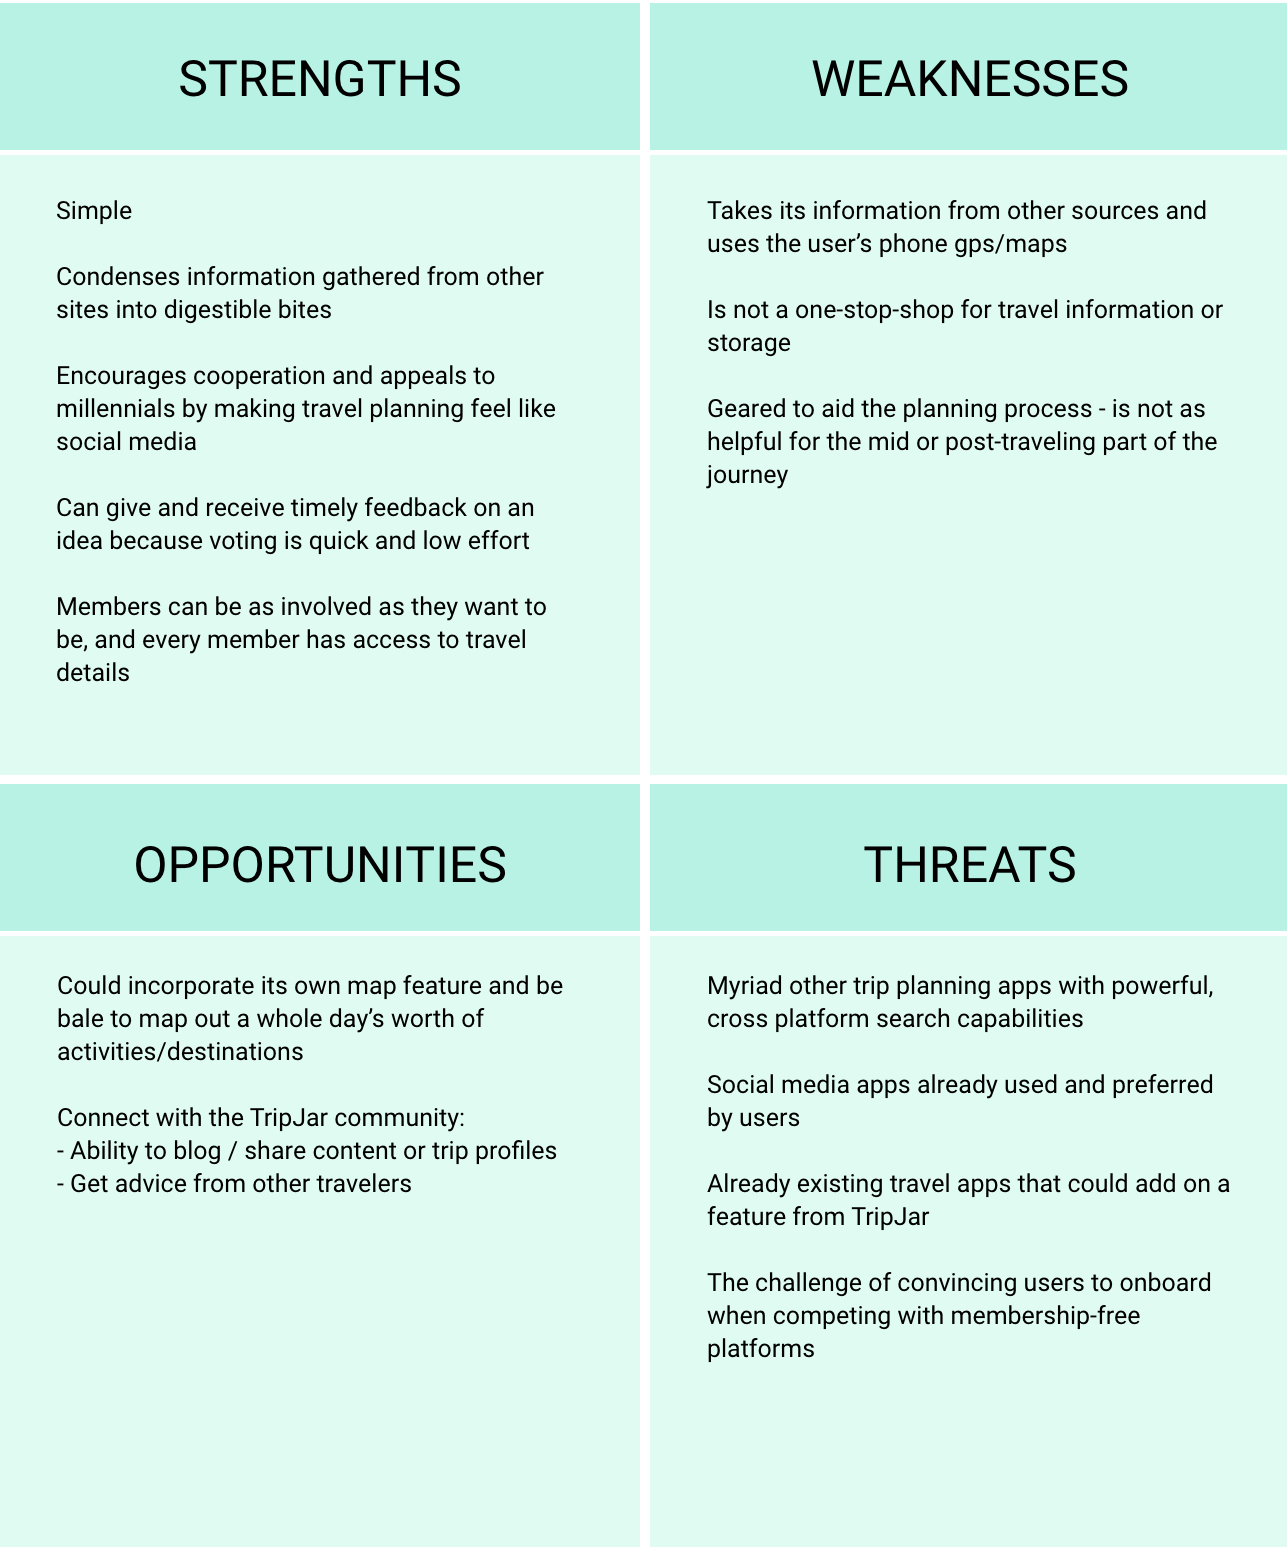 STRENGTHS
Simple
Condenses information gathered from other
sites into digestible bites
Encourages cooperation and appeals to
millennials by making travel planning feel like
social media
Can give and receive timely feedback on an
idea because voting is quick and low effort
Members can be as involved as they want to
be, and every member has access to travel
details
WEAKNESSES
Takes its information from other sources and
uses the user’s phone gps/maps
Is not a one-stop-shop for travel information or
storage
Geared to aid the planning process - is not as
helpful for the mid or post-traveling part of the
journey
OPPORTUNITIES
Could incorporate its own map feature and be
bale to map out a whole day’s worth of
activities/destinations
Connect with the TripJar community:
- Ability to blog / share content or trip profiles
- Get advice from other travelers
THREATS
Myriad other trip planning apps with powerful,
cross platform search capabilities
Social media apps already used and preferred
by users
Already existing travel apps that could add on a
feature from TripJar
The challenge of convincing users to onboard
when competing with membership-free
platforms